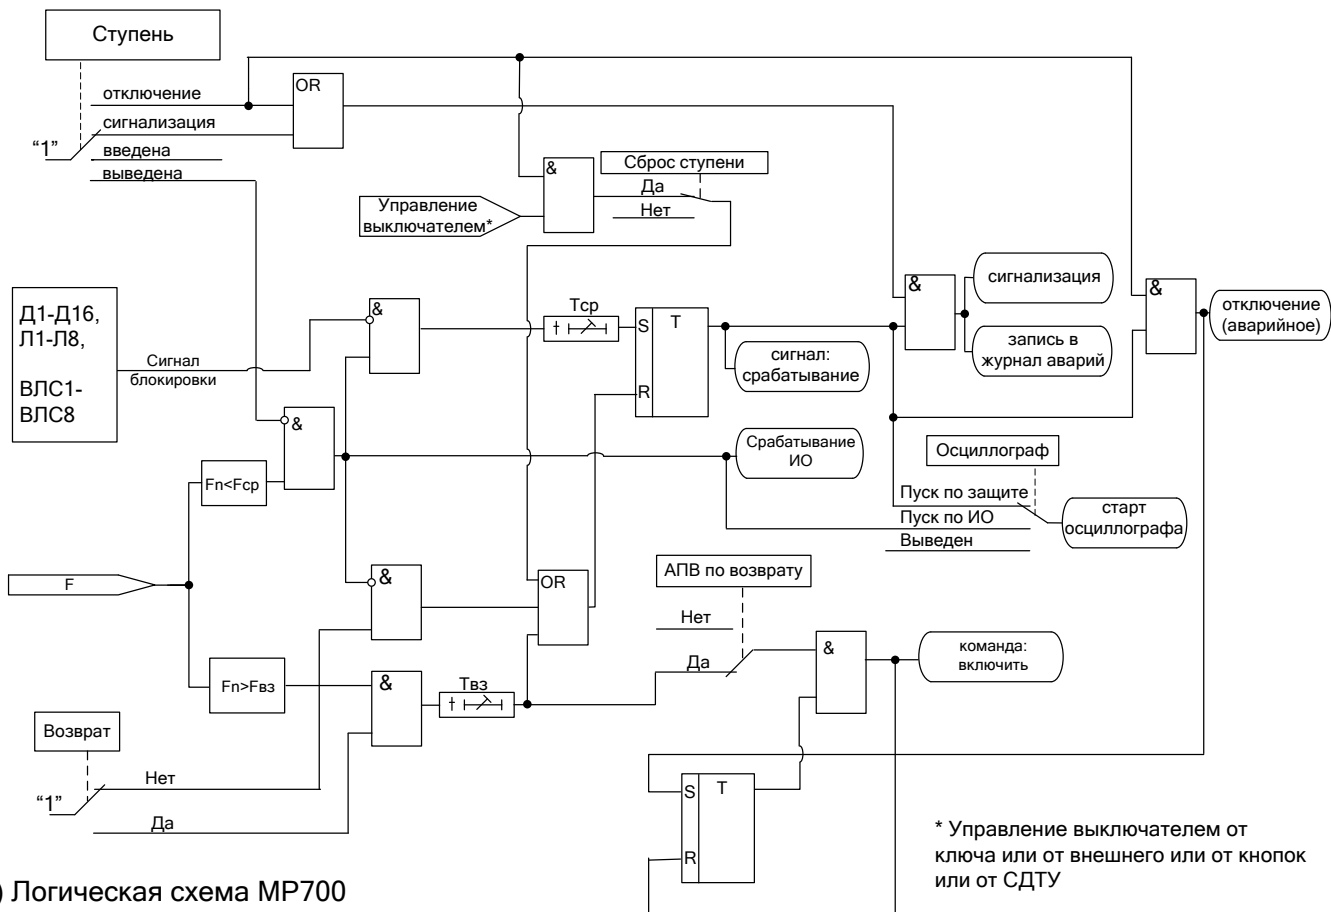 Ступень
отключение
OR
сигнализация
“1”
введена
выведена
&
Сброс ступени
Да
Нет
Управление
выключателем*
Д1-Д16,
Л1-Л8,
ВЛС1-
ВЛС8
Сигнал
блокировки
&
Тср
S
T
R
сигнал:
срабатывание
&
сигнализация
запись в
журнал аварий
&
отключение
(аварийное)
&
Fn<Fср
Срабатывание
ИО
Осциллограф
Пуск по защите
Пуск по ИО
Выведен
старт
осциллографа
F
&
OR
АПВ по возврату
Нет
Да
&
команда:
включить
Fn>Fвз
&
Твз
Возврат
“1”
Нет
Да
S
T
R
* Управление выключателем от
ключа или от внешнего или от кнопок
или от СДТУ
) Логическая схема МР700